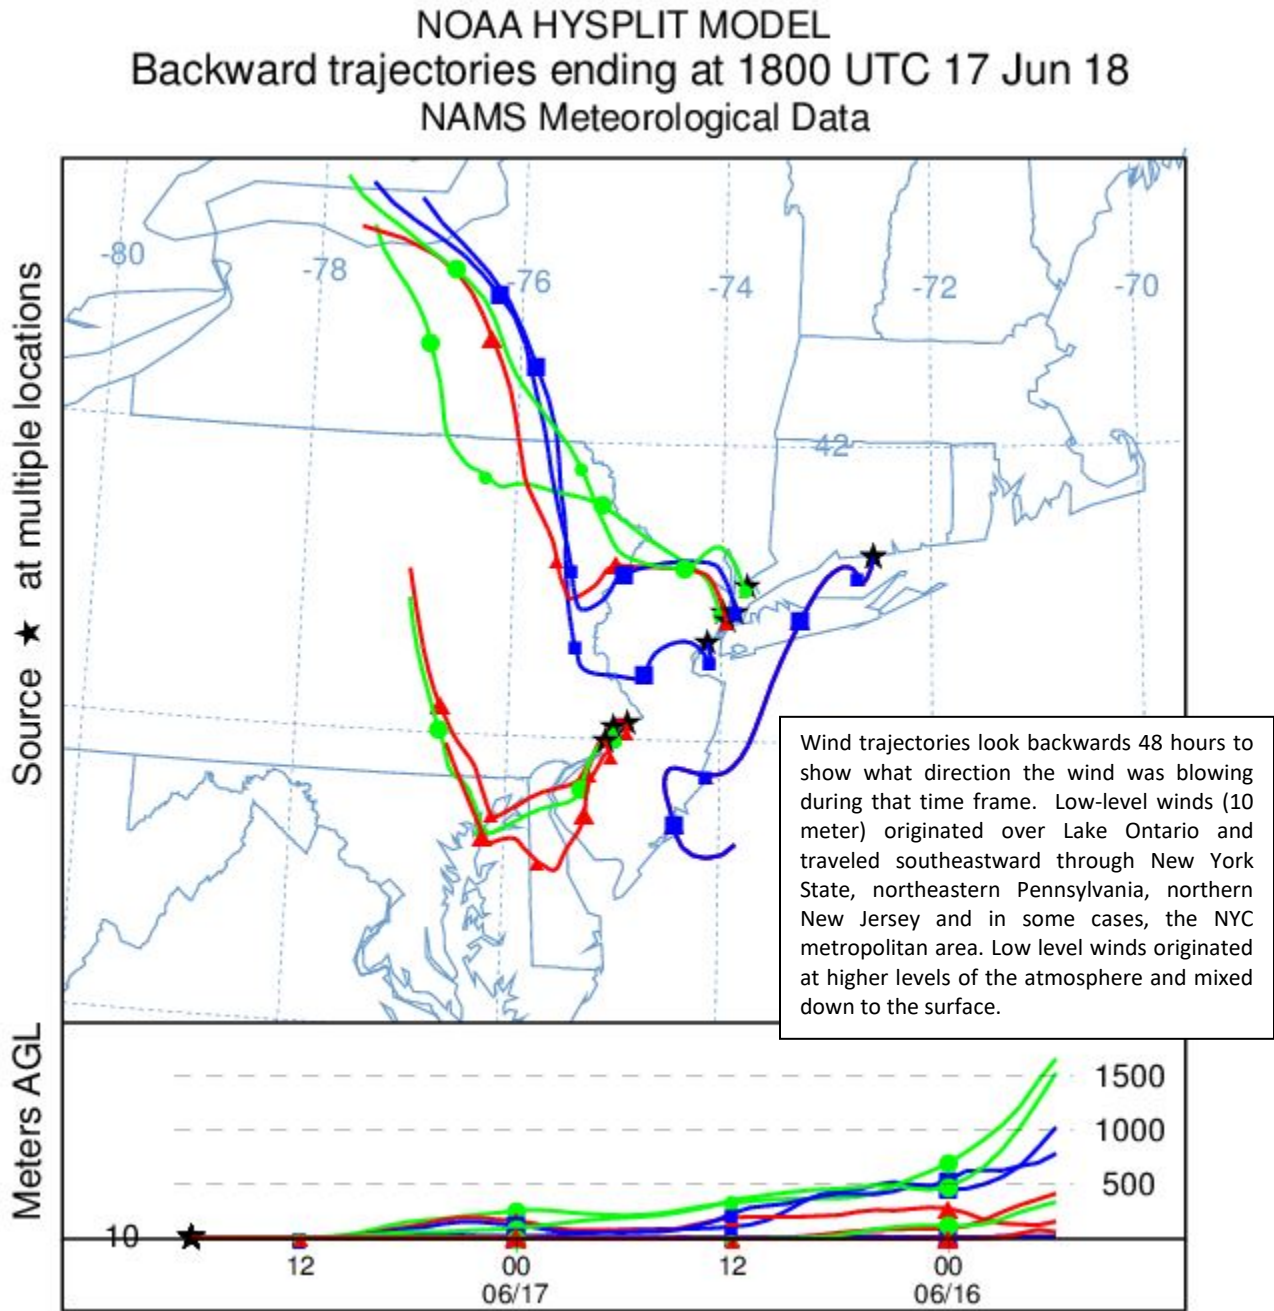 NOAA HYSPLIT MODEL
Backward trajectories ending at 1800 UTC 17 Jun 18
NAMS Meteorological Data
Source ★ at multiple locations
-80
-78
-76
-74
-72
-70
42
Wind trajectories look backwards 48 hours to
show what direction the wind was blowing
during that time frame. Low-level winds (10
meter) originated over Lake Ontario and
traveled southeastward through New York
State, northeastern Pennsylvania, northern
New Jersey and in some cases, the NYC
metropolitan area. Low level winds originated
at higher levels of the atmosphere and mixed
down to the surface.
Meters AGL
1500
1000
500
10
12 00 12 00
06/17 06/16